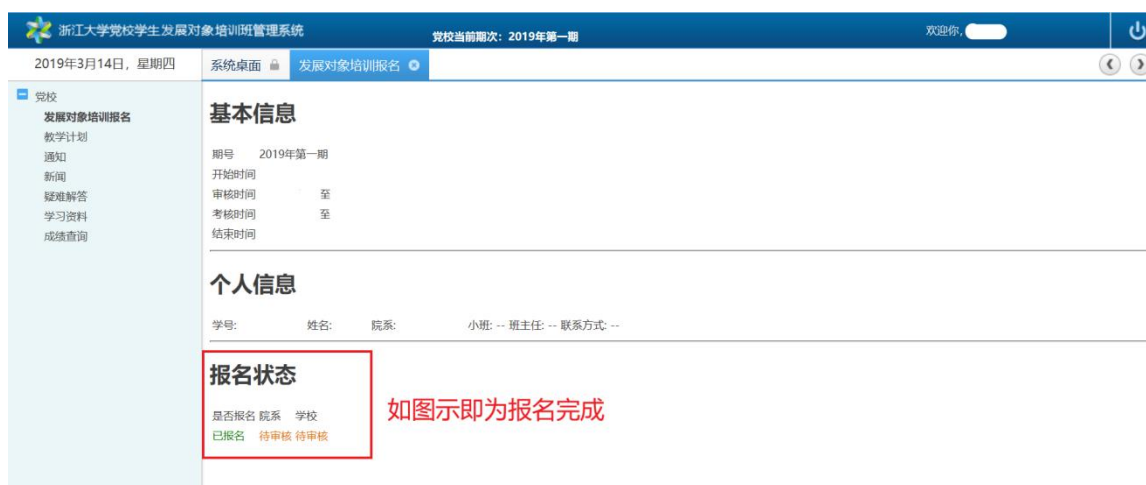 浙江大学党校学生发展对象培训班管理系统
党校当前期次：2019年第一期
欢迎你,
2019年3月14日，星期四
系统桌面
发展对象培训报名
党校
发展对象培训报名
教学计划
通知
新闻
疑难解答
学习资料
成绩查询
基本信息
期号 2019年第一期
开始时间
审核时间 至
考核时间 至
结束时间
个人信息
学号: 姓名: 院系: 小班: -- 班主任: -- 联系方式: --
报名状态
是否报名 院系 学校
已报名 待审核 待审核
如图示即为报名完成